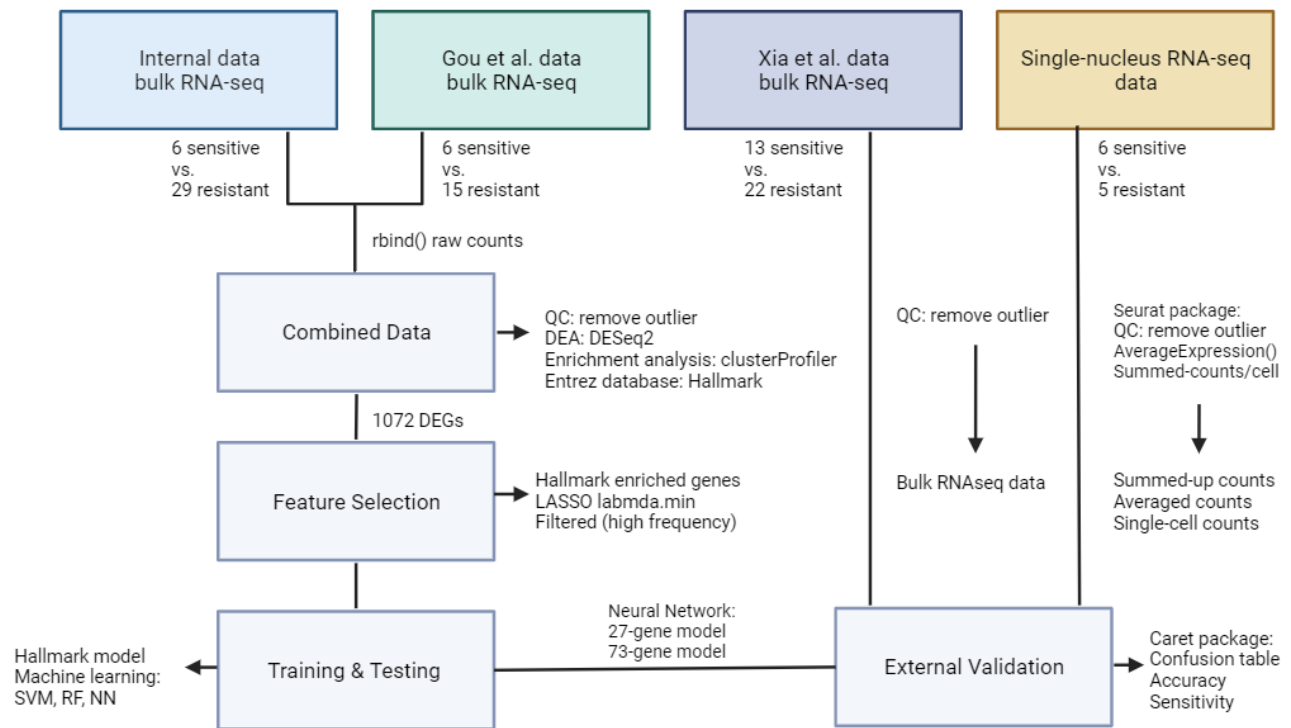 Internal data
bulk RNA-seq
Gou et al. data
bulk RNA-seq
Xia et al. data
bulk RNA-seq
Single-nucleus RNA-seq
data
6 sensitive
vs.
29 resistant
6 sensitive
vs.
15 resistant
13 sensitive
vs.
22 resistant
6 sensitive
vs.
5 resistant
rbind() raw counts
Combined Data
QC: remove outlier
DEA: DESeq2
Enrichment analysis: clusterProfiler
Entrez database: Hallmark
QC: remove outlier
Seurat package:
QC: remove outlier
AverageExpression()
Summed-counts/cell
1072 DEGs
Feature Selection
Hallmark enriched genes
LASSO labmda.min
Filtered (high frequency)
Bulk RNAseq data
Summed-up counts
Averaged counts
Single-cell counts
Hallmark model
Machine learning:
SVM, RF, NN
Training & Testing
Neural Network:
27-gene model
73-gene model
External Validation
Caret package:
Confusion table
Accuracy
Sensitivity